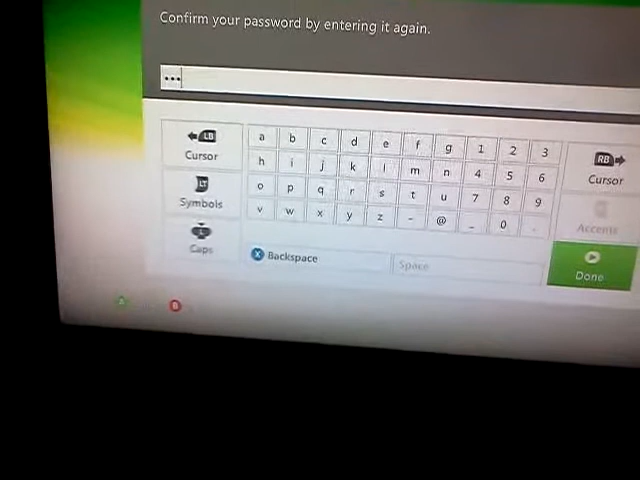 Confirm your password by entering it again.
•••
LB
Cursor
LT
Symbols
L
Caps
a b c d e f g 1 2 3
h i j k l m n 4 5 6
o p q r s t u 7 8 9
v w x y z - @ _ 0 .
X Backspace
Space
RB
Cursor
Accents
Done
A
B